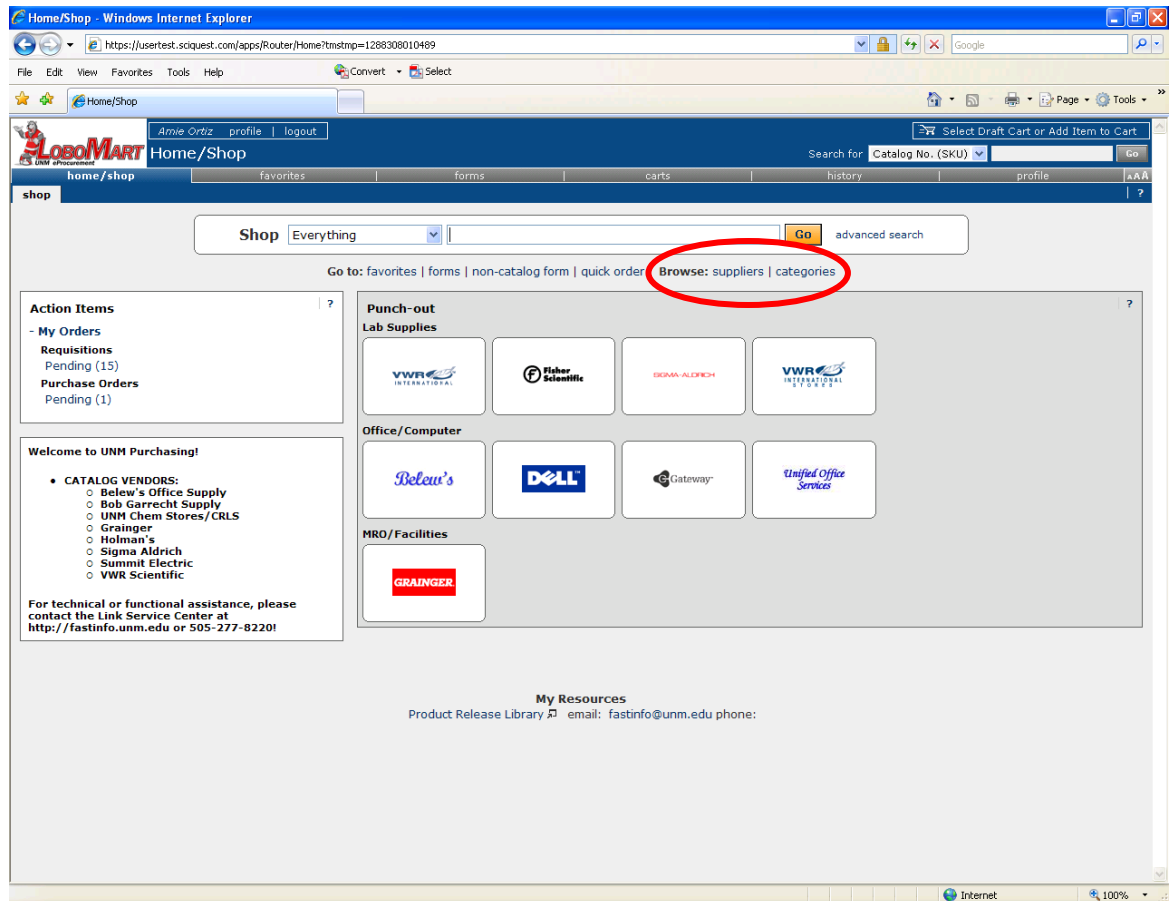 Home/Shop - Windows Internet Explorer
https://usertest.sciquest.com/apps/Router/Home?tmstmp=1288308010489
Google
File Edit View Favorites Tools Help Convert Select
Home/Shop
Page Tools »
Amie Ortiz profile | logout
Select Draft Cart or Add Item to Cart
LOBOMART
UNM eProcurement
Home/Shop
Search for Catalog No. (SKU) Go
home/shop favorites | forms | carts | history | profile AAA
shop | ?
Shop Everything Go advanced search
Go to: favorites | forms | non-catalog form | quick order Browse: suppliers | categories
Action Items | ?
- My Orders
Requisitions
Pending (15)
Purchase Orders
Pending (1)
Welcome to UNM Purchasing!
• CATALOG VENDORS:
○ Belew's Office Supply
○ Bob Garrecht Supply
○ UNM Chem Stores/CRLS
○ Grainger
○ Holman's
○ Sigma Aldrich
○ Summit Electric
○ VWR Scientific
For technical or functional assistance, please
contact the Link Service Center at
http://fastinfo.unm.edu or 505-277-8220!
Punch-out | ?
Lab Supplies
VWR
INTERNATIONAL
Fisher
Scientific
SIGMA-ALDRICH
VWR
INTERNATIONAL
STORES
Office/Computer
Belew's
DELL™
Gateway™
Unified Office
Services
MRO/Facilities
GRAINGER
My Resources
Product Release Library email: fastinfo@unm.edu phone:
Internet 100%